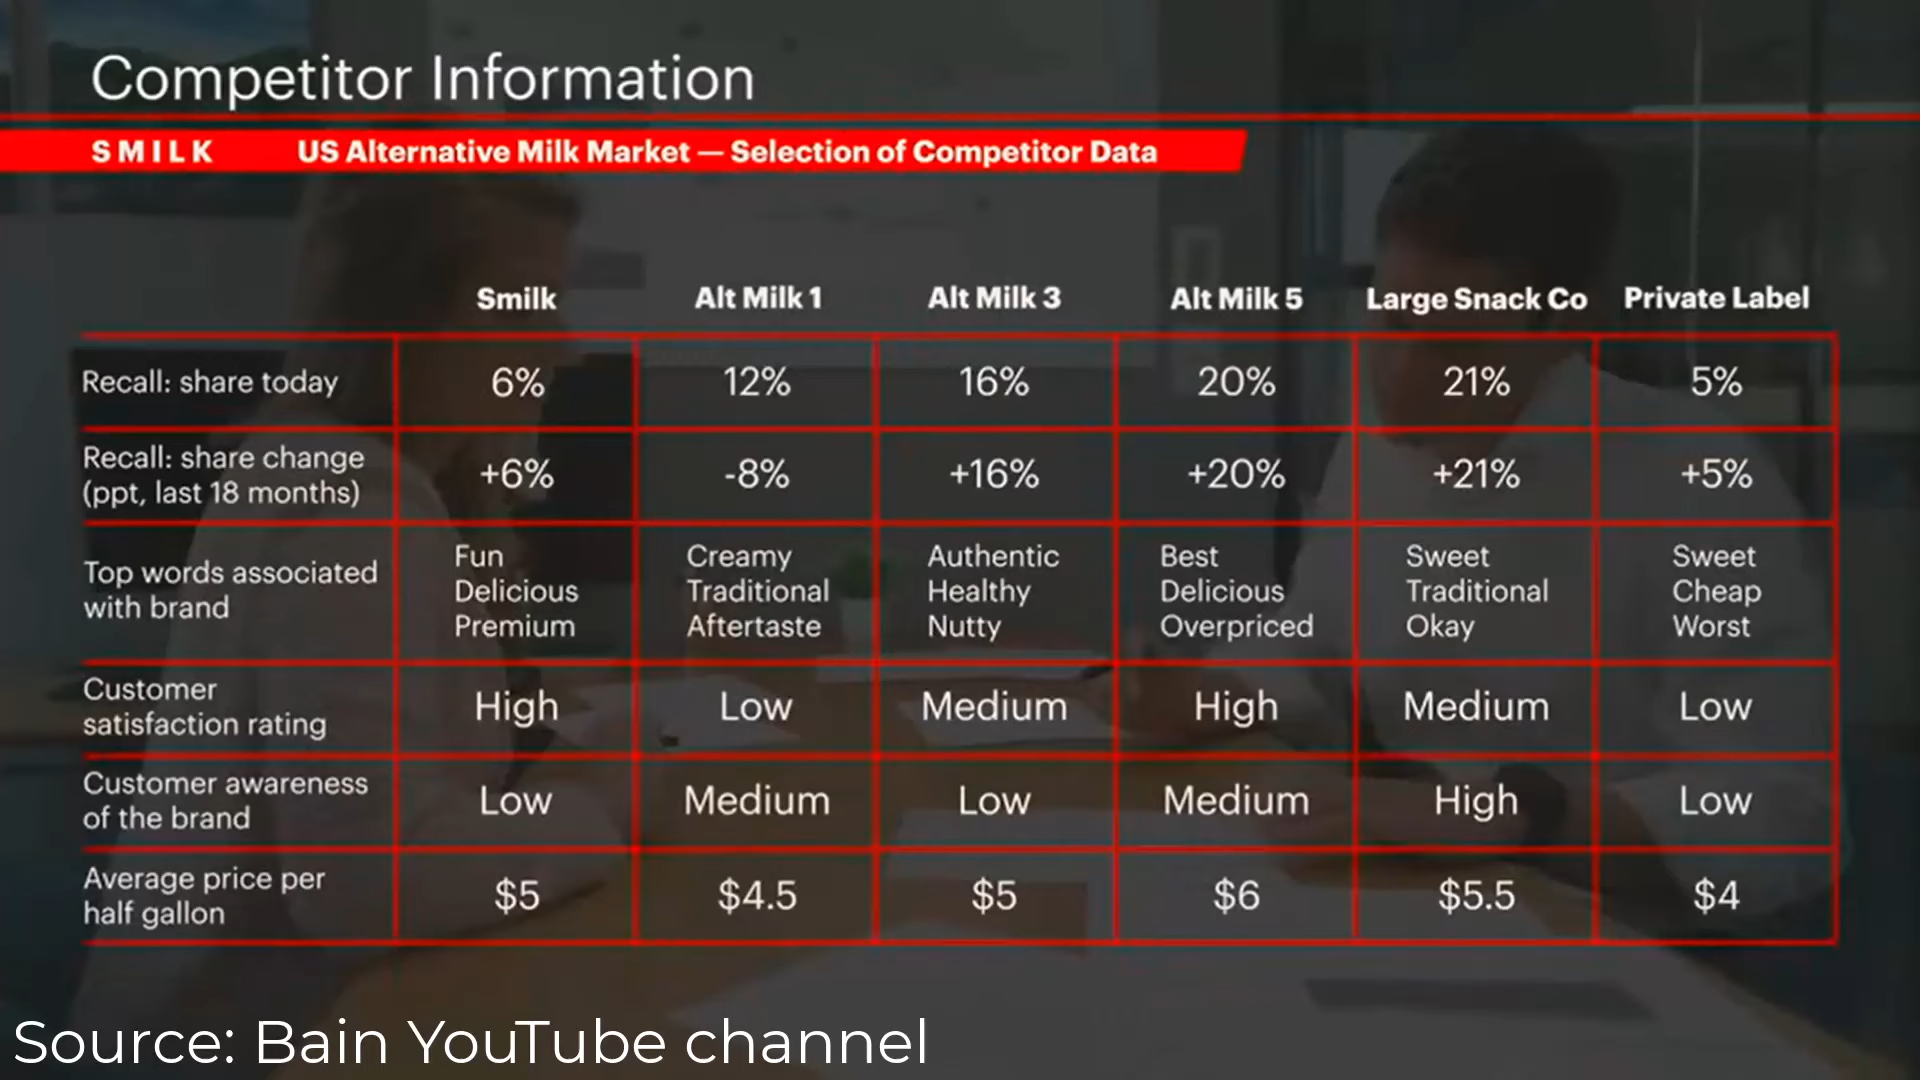 Competitor Information
SMILK US Alternative Milk Market — Selection of Competitor Data
Smilk Alt Milk 1 Alt Milk 3 Alt Milk 5 Large Snack Co Private Label
Recall: share today 6% 12% 16% 20% 21% 5%
Recall: share change
(ppt, last 18 months) +6% -8% +16% +20% +21% +5%
Top words associated
with brand
Fun Creamy Authentic Best Sweet Sweet
Delicious Traditional Healthy Delicious Traditional Cheap
Premium Aftertaste Nutty Overpriced Okay Worst
Customer
satisfaction rating High Low Medium High Medium Low
Customer awareness
of the brand Low Medium Low Medium High Low
Average price per
half gallon $5 $4.5 $5 $6 $5.5 $4
Source: Bain YouTube channel